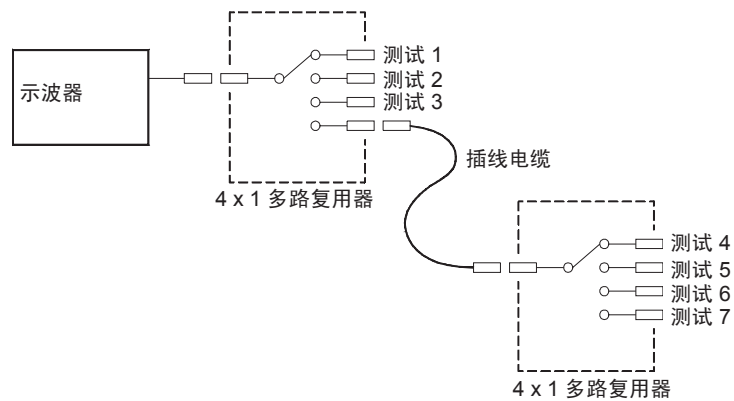 示波器
测试 1
测试 2
测试 3
插线电缆
4 x 1 多路复用器
测试 4
测试 5
测试 6
测试 7
4 x 1 多路复用器